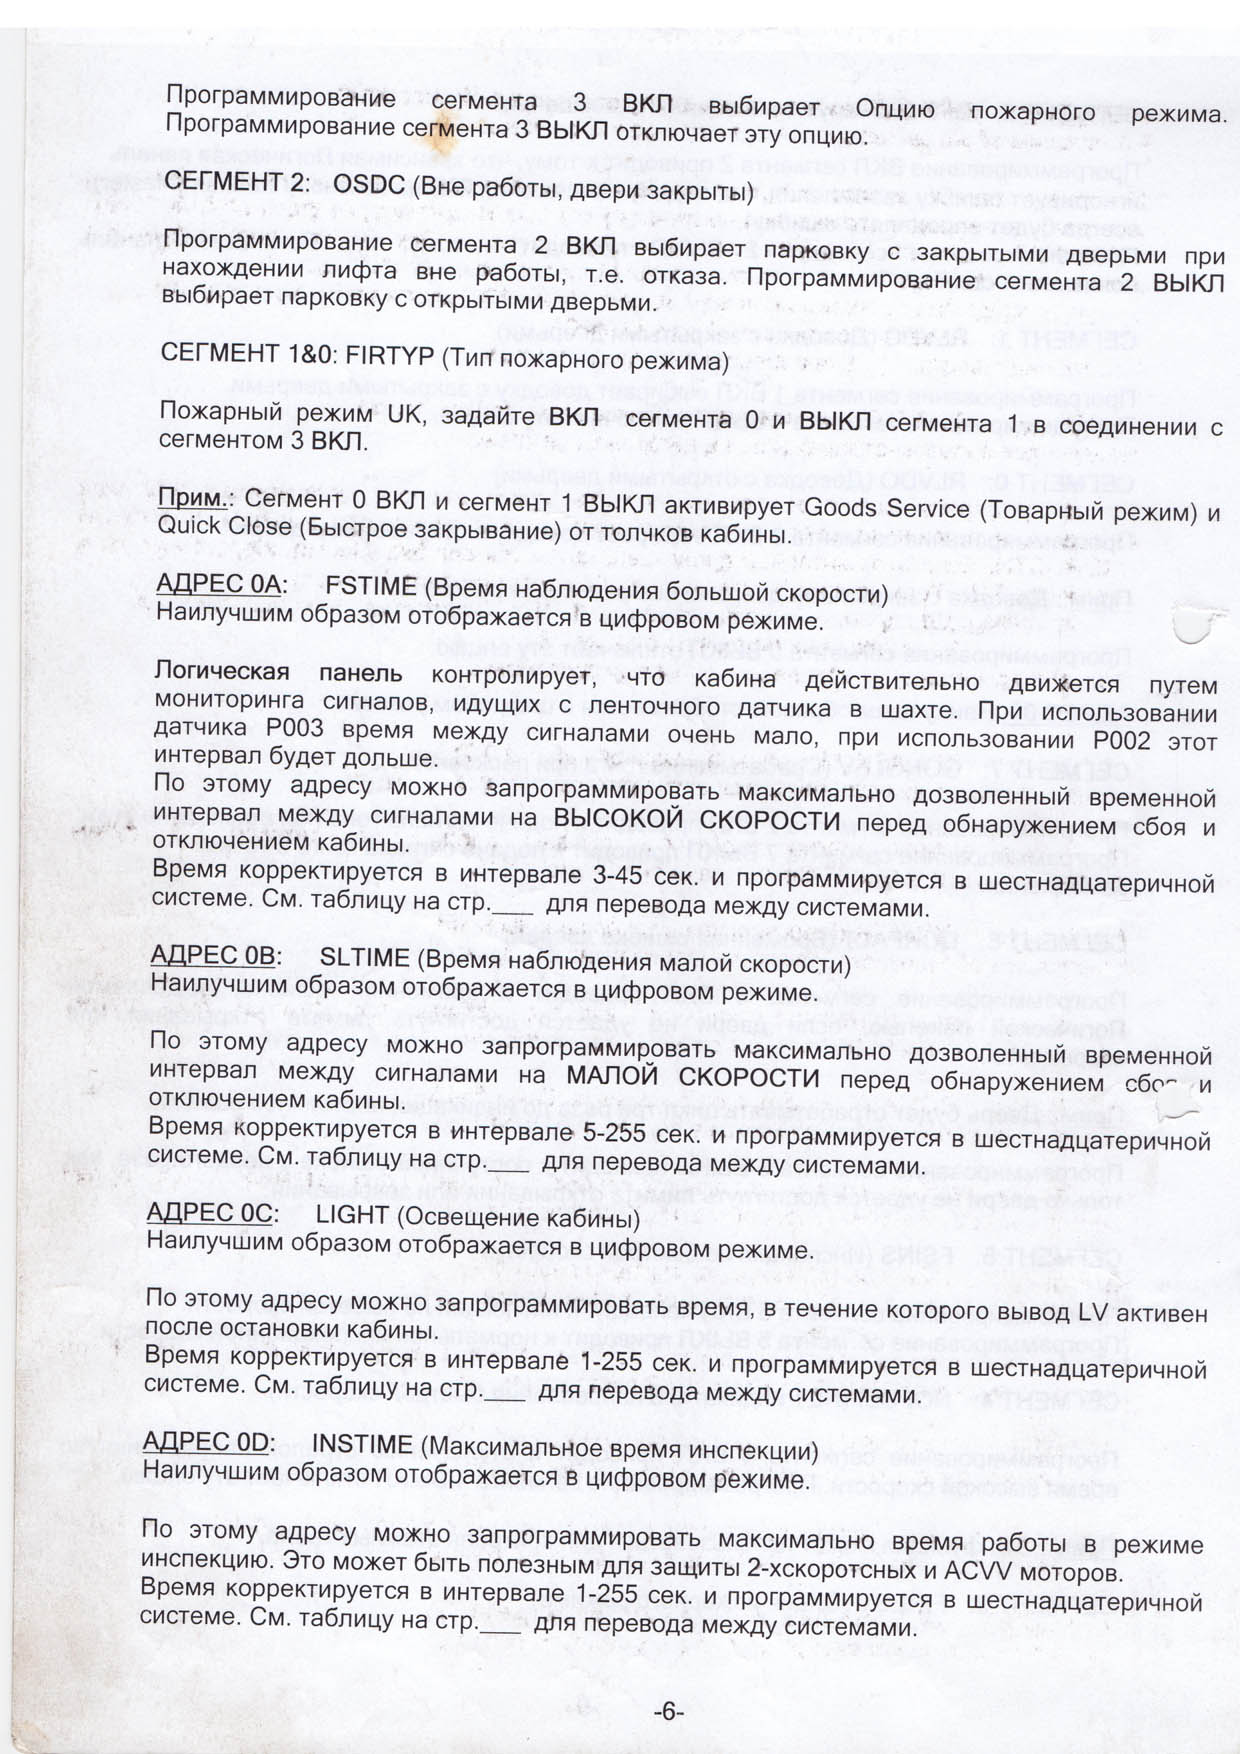 Программирование сегмента 3 ВКЛ выбирает Опцию пожарного режима.
Программирование сегмента 3 ВЫКЛ отключает эту опцию.
СЕГМЕНТ 2: OSDC (Вне работы, двери закрыты)
Программирование сегмента 2 ВКЛ выбирает парковку с закрытыми дверьми при
нахождении лифта вне работы, т.е. отказа. Программирование сегмента 2 ВЫКЛ
выбирает парковку с открытыми дверьми.
СЕГМЕНТ 1&0: FIRTYP (Тип пожарного режима)
Пожарный режим UK, задайте ВКЛ сегмента 0 и ВЫКЛ сегмента 1 в соединении с
сегментом 3 ВКЛ.
Прим.: Сегмент 0 ВКЛ и сегмент 1 ВЫКЛ активирует Goods Service (Товарный режим) и
Quick Close (Быстрое закрывание) от толчков кабины.
АДРЕС 0A: FSTIME (Время наблюдения большой скорости)
Наилучшим образом отображается в цифровом режиме.
Логическая панель контролирует, что кабина действительно движется путем
мониторинга сигналов, идущих с ленточного датчика в шахте. При использовании
датчика P003 время между сигналами очень мало, при использовании P002 этот
интервал будет дольше.
По этому адресу можно запрограммировать максимально дозволенный временной
интервал между сигналами на ВЫСОКОЙ СКОРОСТИ перед обнаружением сбоя и
отключением кабины.
Время корректируется в интервале 3-45 сек. и программируется в шестнадцатеричной
системе. См. таблицу на стр.___ для перевода между системами.
АДРЕС 0B: SLTIME (Время наблюдения малой скорости)
Наилучшим образом отображается в цифровом режиме.
По этому адресу можно запрограммировать максимально дозволенный временной
интервал между сигналами на МАЛОЙ СКОРОСТИ перед обнаружением и
отключением кабины.
Время корректируется в интервале 5-255 сек. и программируется в шестнадцатеричной
системе. См. таблицу на стр.___ для перевода между системами.
АДРЕС 0C: LIGHT (Освещение кабины)
Наилучшим образом отображается в цифровом режиме.
По этому адресу можно запрограммировать время, в течение которого вывод LV активен
после остановки кабины.
Время корректируется в интервале 1-255 сек. и программируется в шестнадцатеричной
системе. См. таблицу на стр.___ для перевода между системами.
АДРЕС 0D: INSTIME (Максимальное время инспекции)
Наилучшим образом отображается в цифровом режиме.
По этому адресу можно запрограммировать максимально время работы в режиме
инспекцию. Это может быть полезным для защиты 2-хскоротсных и ACVV моторов.
Время корректируется в интервале 1-255 сек. и программируется в шестнадцатеричной
системе. См. таблицу на стр.___ для перевода между системами.
-6-